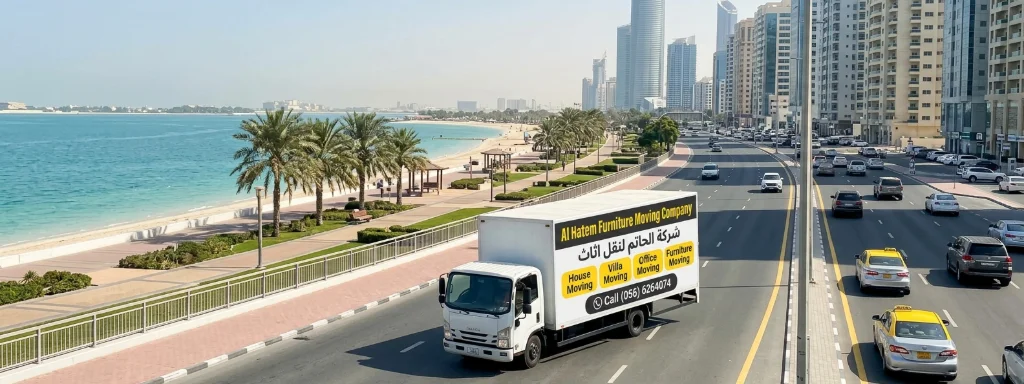 Al Hatem Furniture Moving Company
شركة الحاتم لنقل اثاث
House Moving
Villa Moving
Office Moving
Furniture Moving
Call (056) 6264074